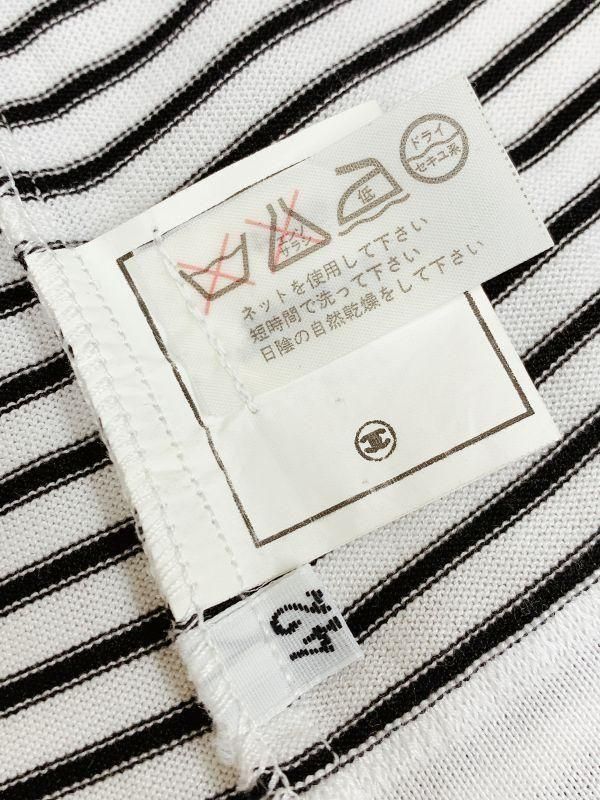 エンソ
サラシ
低
ドライ
セキユ系
ネットを使用して下さい
短時間で洗って下さい
日陰の自然乾燥をして下さい